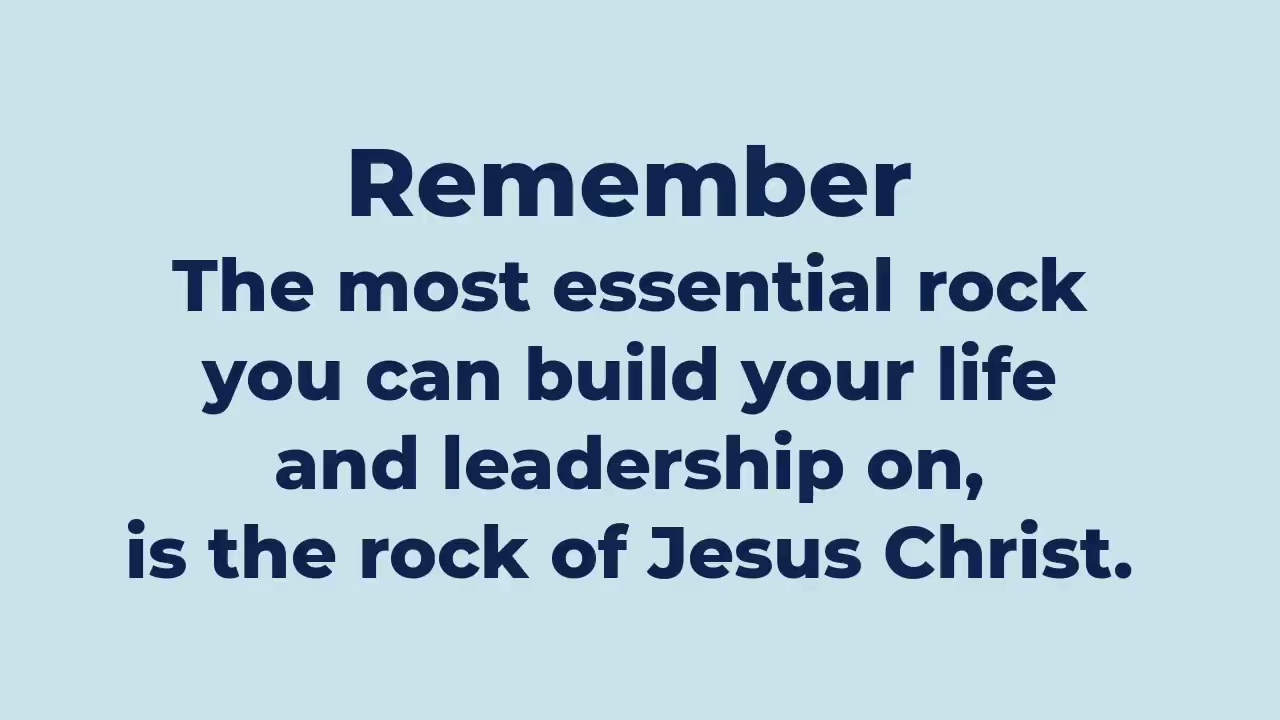 Remember
The most essential rock
you can build your life
and leadership on,
is the rock of Jesus Christ.